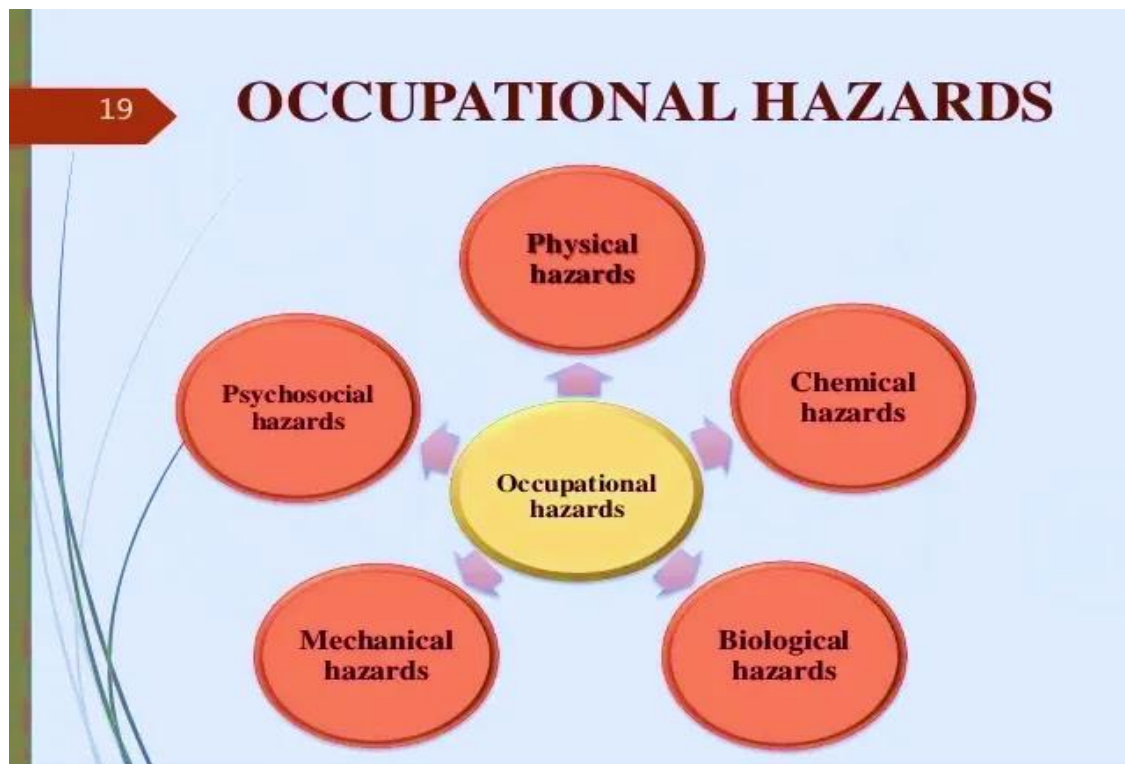 19
OCCUPATIONAL HAZARDS
Physical
hazards
Chemical
hazards
Psychosocial
hazards
Occupational
hazards
Mechanical
hazards
Biological
hazards